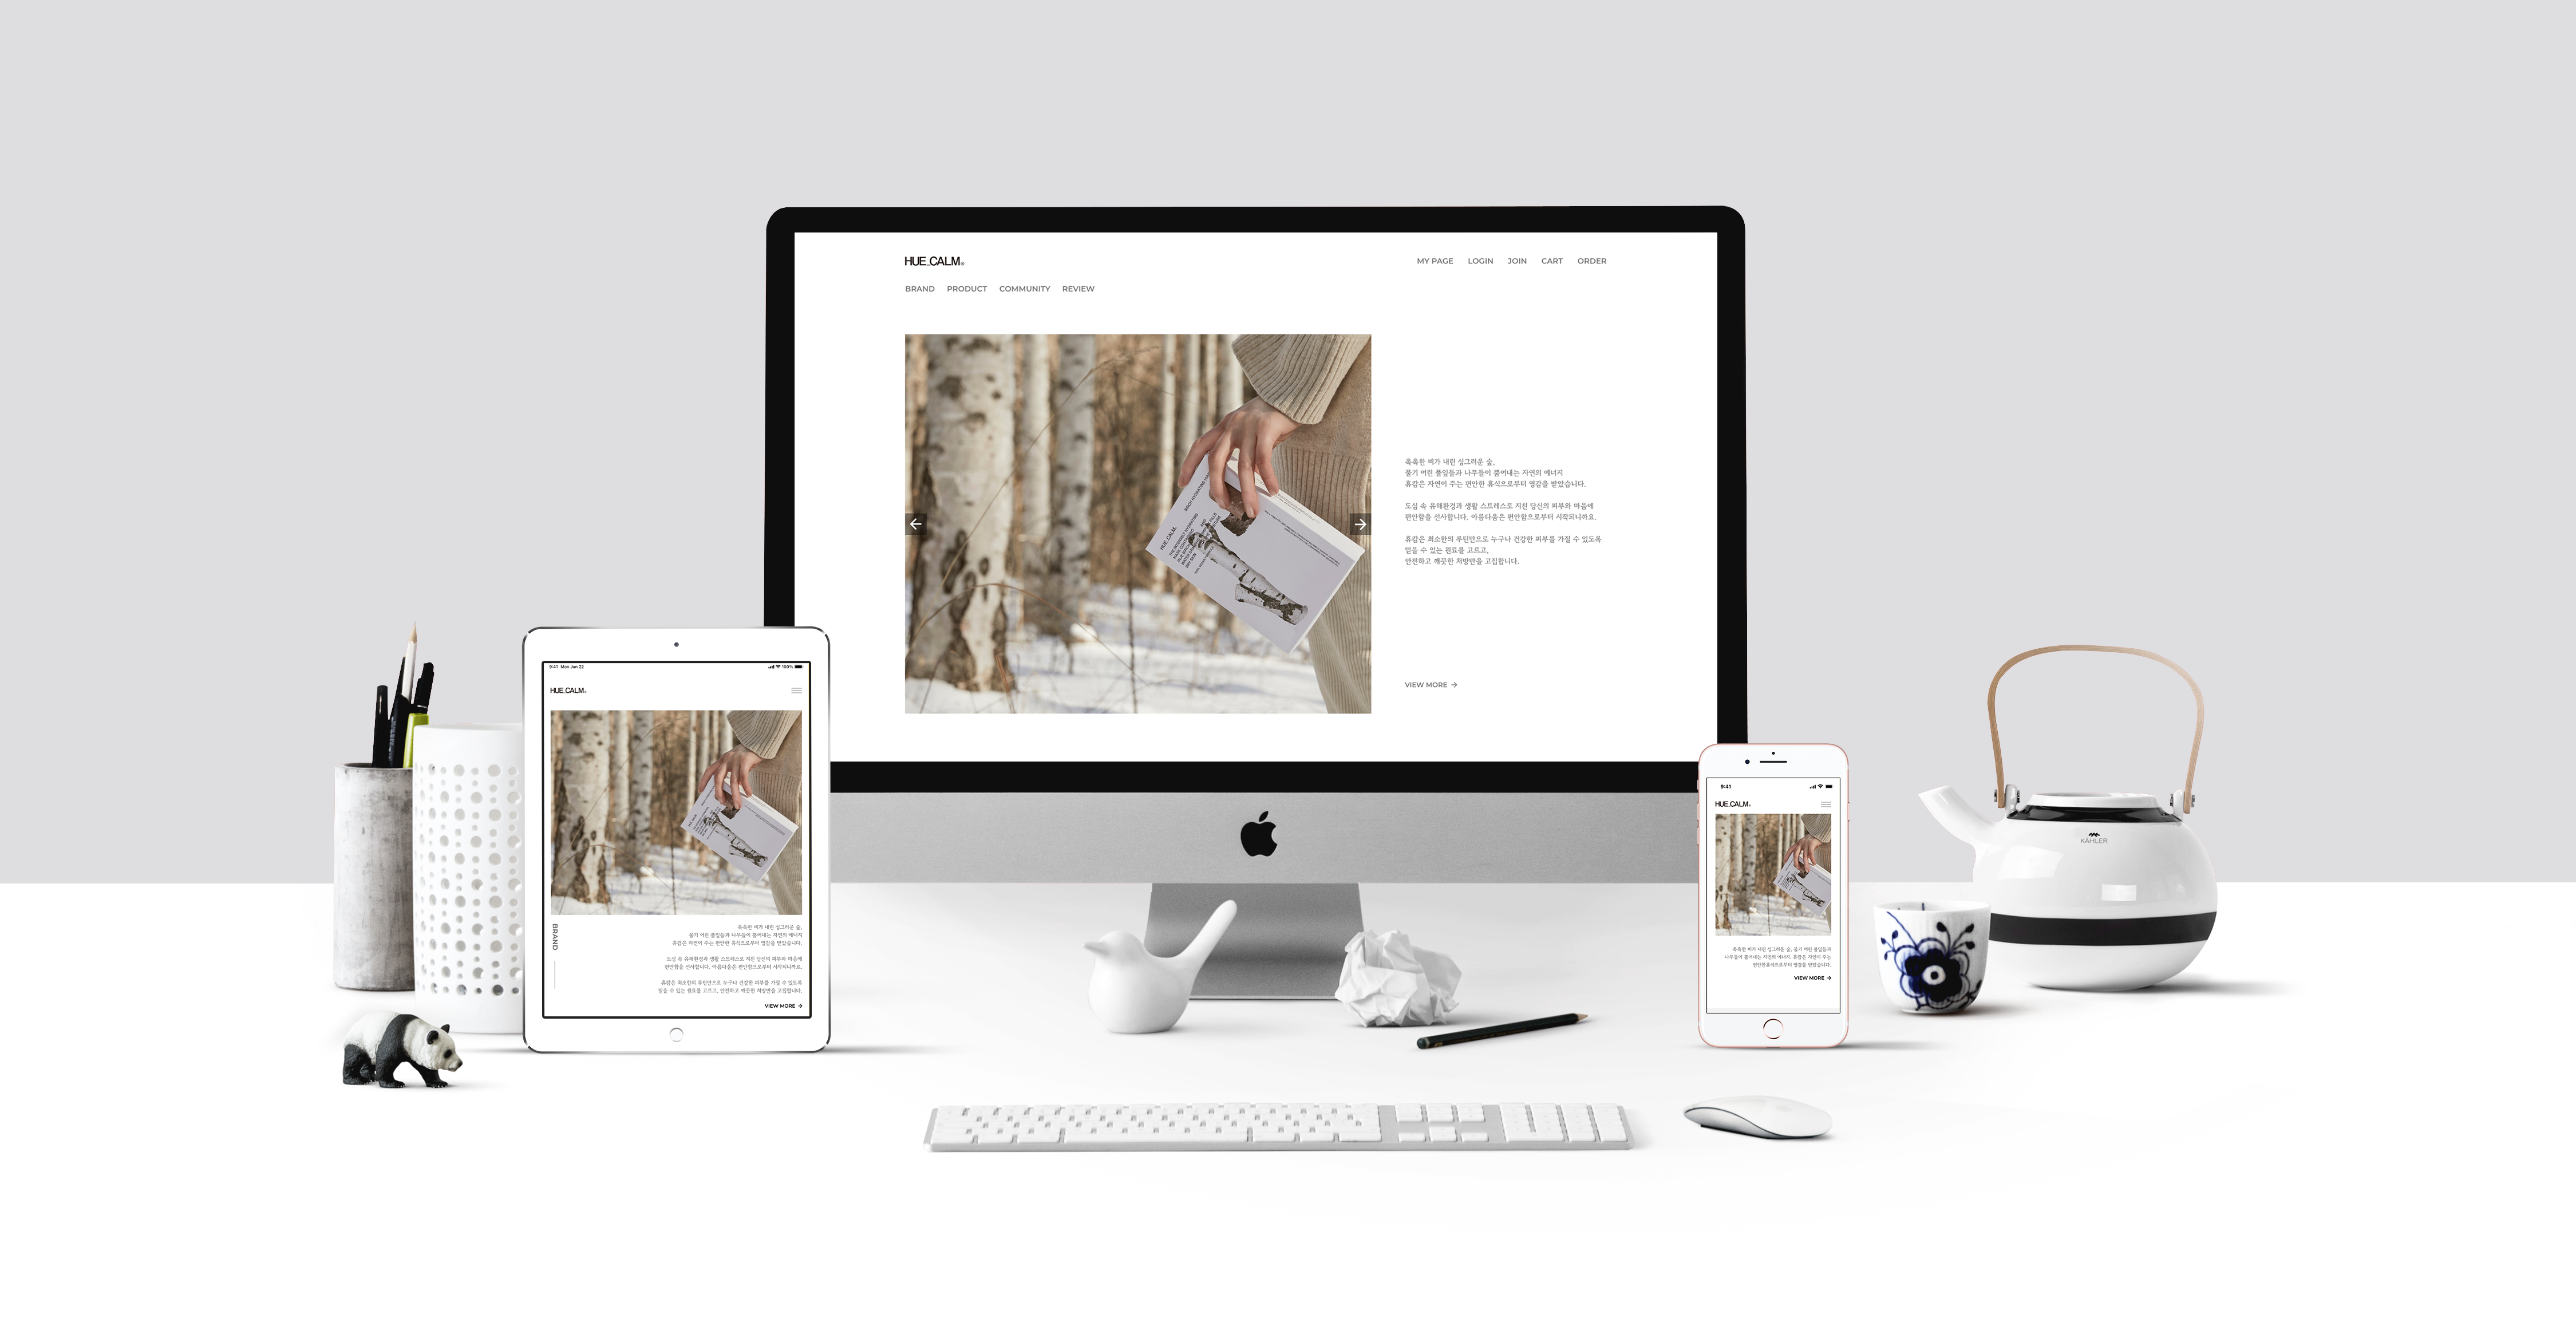 HUE_CALM®
MY PAGE LOGIN JOIN CART ORDER
BRAND PRODUCT COMMUNITY REVIEW
HUE_CALM.
촉촉한 비가 내린 싱그러운 숲,
물기 어린 풀잎들과 나무들이 뿜어내는 자연의 에너지
휴캄은 자연이 주는 편안한 휴식으로부터 영감을 받았습니다.
도심 속 유해환경과 생활 스트레스로 지친 당신의 피부와 마음에
편안함을 선사합니다. 아름다움은 편안함으로부터 시작되니까요.
휴캄은 최소한의 루틴만으로 누구나 건강한 피부를 가질 수 있도록
믿을 수 있는 원료를 고르고,
안전하고 깨끗한 처방만을 고집합니다.
VIEW MORE →
9:41 Mon Jun 22 100%
HUE_CALM®
BRAND
촉촉한 비가 내린 싱그러운 숲,
물기 어린 풀잎들과 나무들이 뿜어내는 자연의 에너지
휴캄은 자연이 주는 편안한 휴식으로부터 영감을 받았습니다.
도심 속 유해환경과 생활 스트레스로 지친 당신의 피부와 마음에
편안함을 선사합니다. 아름다움은 편안함으로부터 시작되니까요.
휴캄은 최소한의 루틴만으로 누구나 건강한 피부를 가질 수 있도록
믿을 수 있는 원료를 고르고, 안전하고 깨끗한 처방만을 고집합니다.
VIEW MORE →
9:41
HUE_CALM®
촉촉한 비가 내린 싱그러운 숲, 물기 어린 풀잎들과
나무들이 뿜어내는 자연의 에너지. 휴캄은 자연이 주는
편안한휴식으로부터 영감을 받았습니다.
VIEW MORE →
KÄHLER